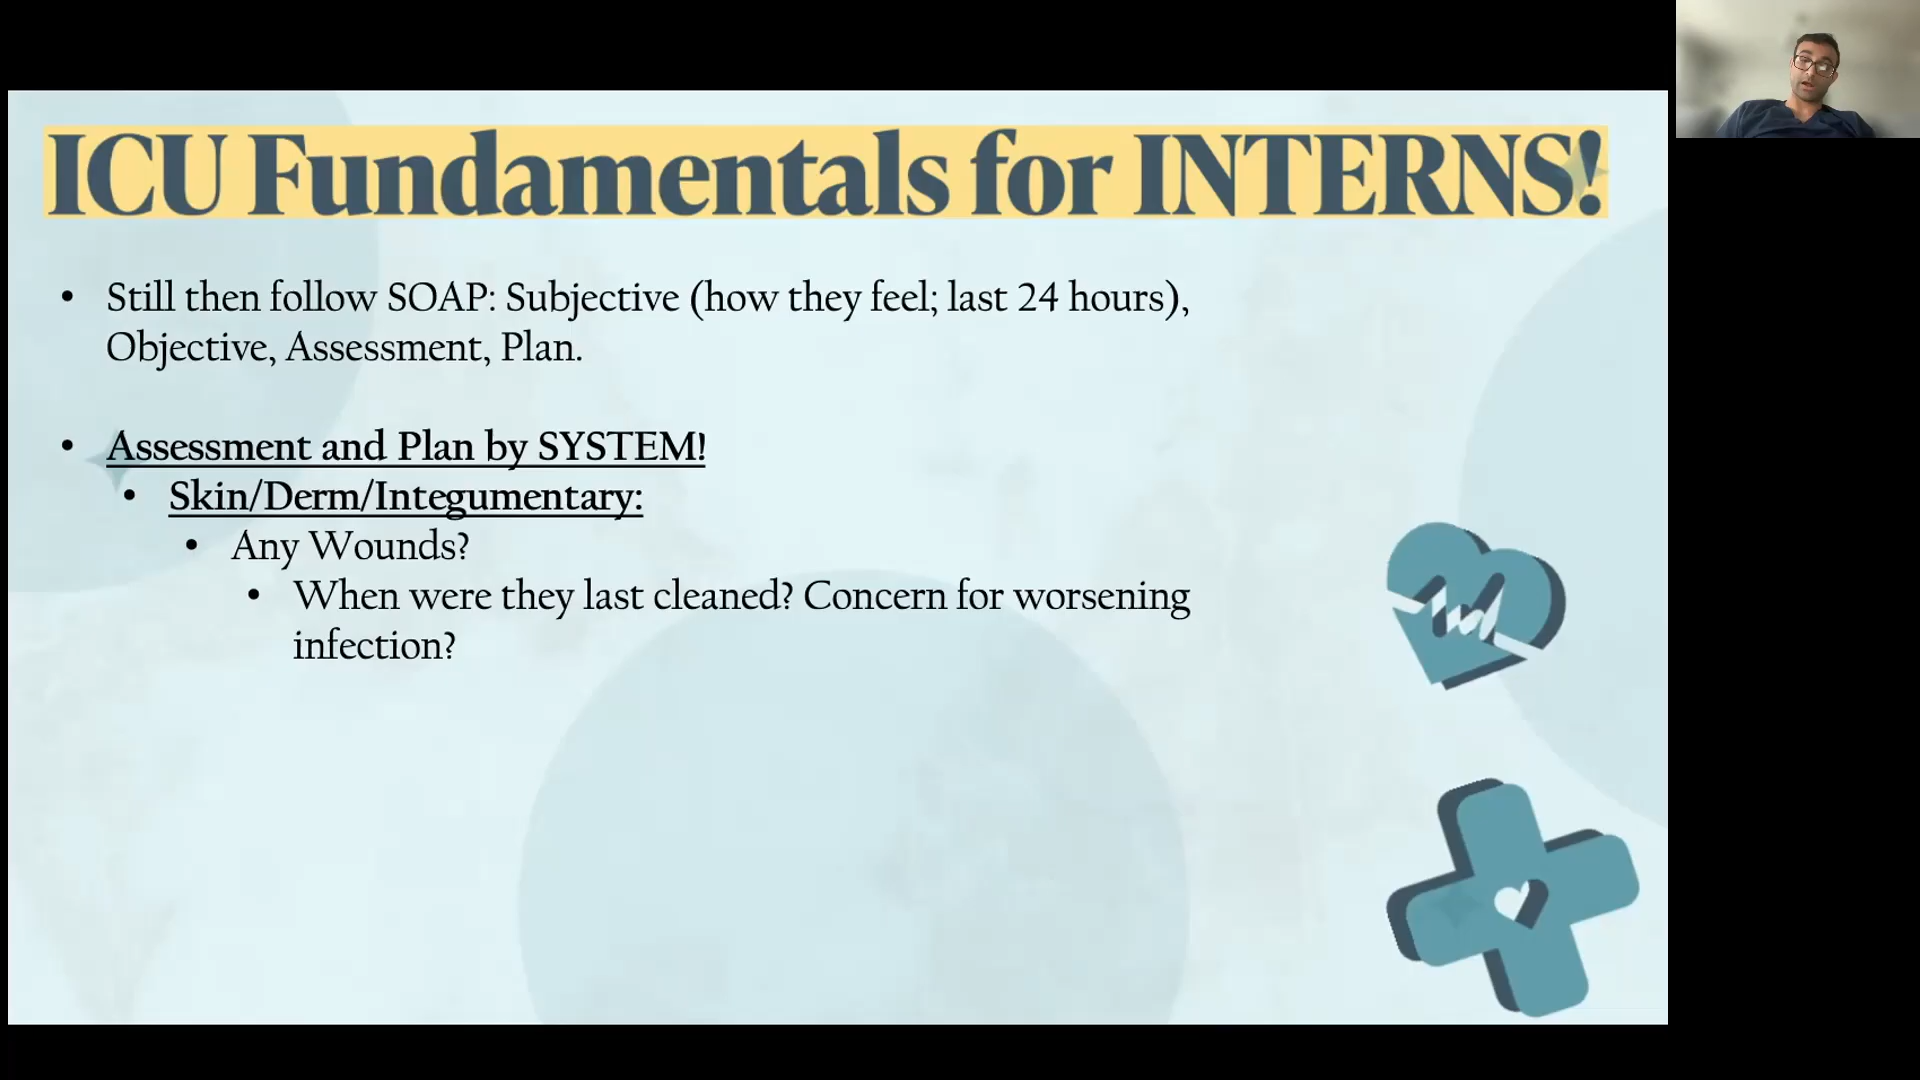 ICU Fundamentals for INTERNS!
• Still then follow SOAP: Subjective (how they feel; last 24 hours),
Objective, Assessment, Plan.
• Assessment and Plan by SYSTEM!
• Skin/Derm/Integumentary:
• Any Wounds?
• When were they last cleaned? Concern for worsening
infection?